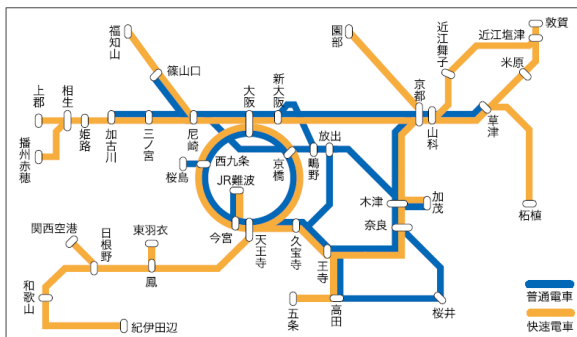 敦賀
近江塩津
近江舞子
米原
園部
福知山
篠山口
新大阪
大阪
京都
山科
草津
上郡
相生
姫路
加古川
三ノ宮
尼崎
放出
鴫野
京橋
播州赤穂
西九条
桜島
JR難波
木津
加茂
柘植
奈良
今宮
天王寺
久宝寺
王寺
関西空港
日根野
東羽衣
鳳
和歌山
紀伊田辺
五条
高田
桜井
普通電車
快速電車